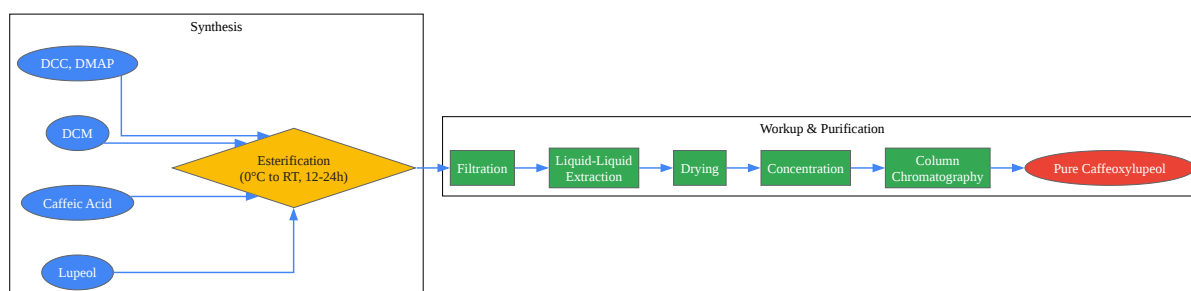 Synthesis
DCC, DMAP
DCM
Esterification
(0°C to RT, 12-24h)
Caffeic Acid
Lupeol
Workup & Purification
Filtration
Liquid-Liquid
Extraction
Drying
Concentration
Column
Chromatography
Pure Caffeoxylupeol